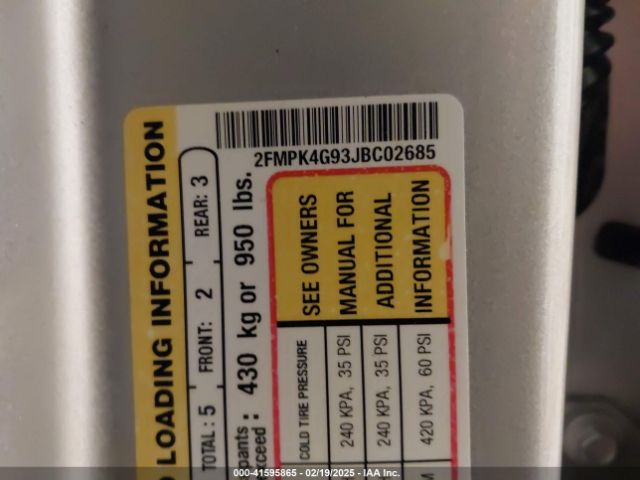 2FMPK4G93JBC02685
LOADING INFORMATION
TOTAL: 5 FRONT: 2 REAR: 3
pants
exceed : 430 kg or 950 lbs.
COLD TIRE PRESSURE SEE OWNERS
240 KPA, 35 PSI MANUAL FOR
240 KPA, 35 PSI ADDITIONAL
420 KPA, 60 PSI INFORMATION
000-41595865 - 02/19/2025 - IAA Inc.